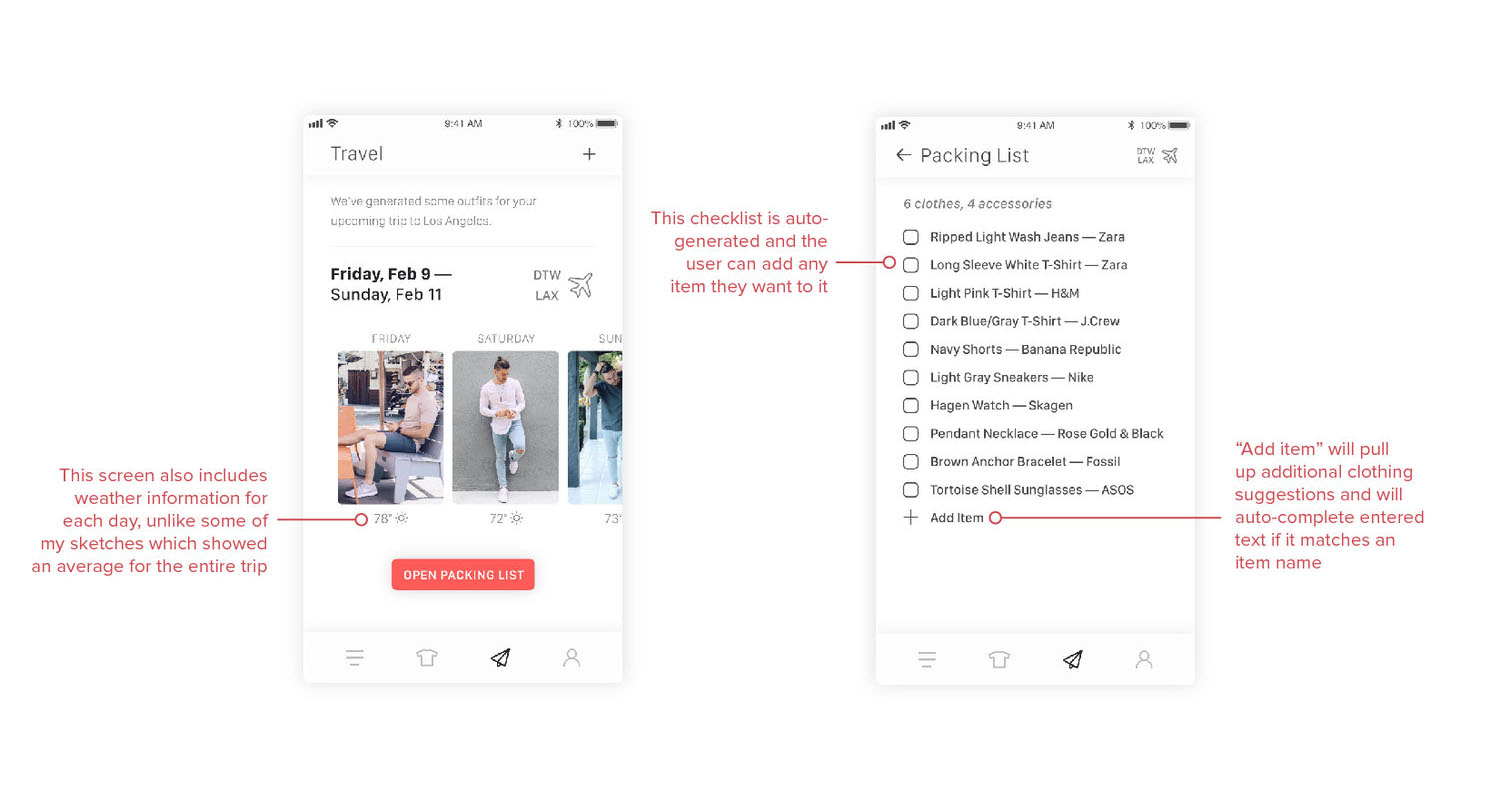 9:41 AM
100%
Travel
We've generated some outfits for your
upcoming trip to Los Angeles.
Friday, Feb 9 —
Sunday, Feb 11
DTW
LAX
FRIDAY
SATURDAY
SUN
78°
72°
73°
OPEN PACKING LIST
This screen also includes
weather information for
each day, unlike some of
my sketches which showed
an average for the entire trip
This checklist is auto-
generated and the
user can add any
item they want to it
9:41 AM
100%
Packing List
DTW
LAX
6 clothes, 4 accessories
Ripped Light Wash Jeans — Zara
Long Sleeve White T-Shirt — Zara
Light Pink T-Shirt — H&M
Dark Blue/Gray T-Shirt — J.Crew
Navy Shorts — Banana Republic
Light Gray Sneakers — Nike
Hagen Watch — Skagen
Pendant Necklace — Rose Gold & Black
Brown Anchor Bracelet — Fossil
Tortoise Shell Sunglasses — ASOS
Add Item
“Add item” will pull
up additional clothing
suggestions and will
auto-complete entered
text if it matches an
item name